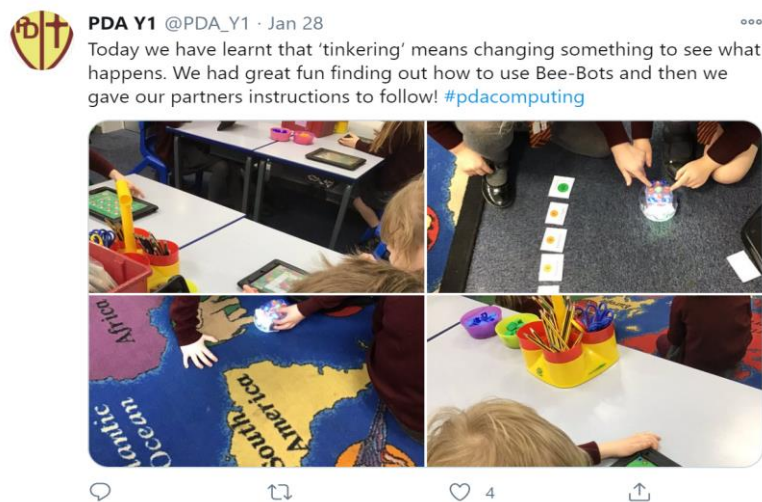 PD
PDA Y1 @PDA_Y1 · Jan 28
Today we have learnt that ‘tinkering’ means changing something to see what
happens. We had great fun finding out how to use Bee-Bots and then we
gave our partners instructions to follow! #pdacomputing
Africa
South
America
Ocean
4